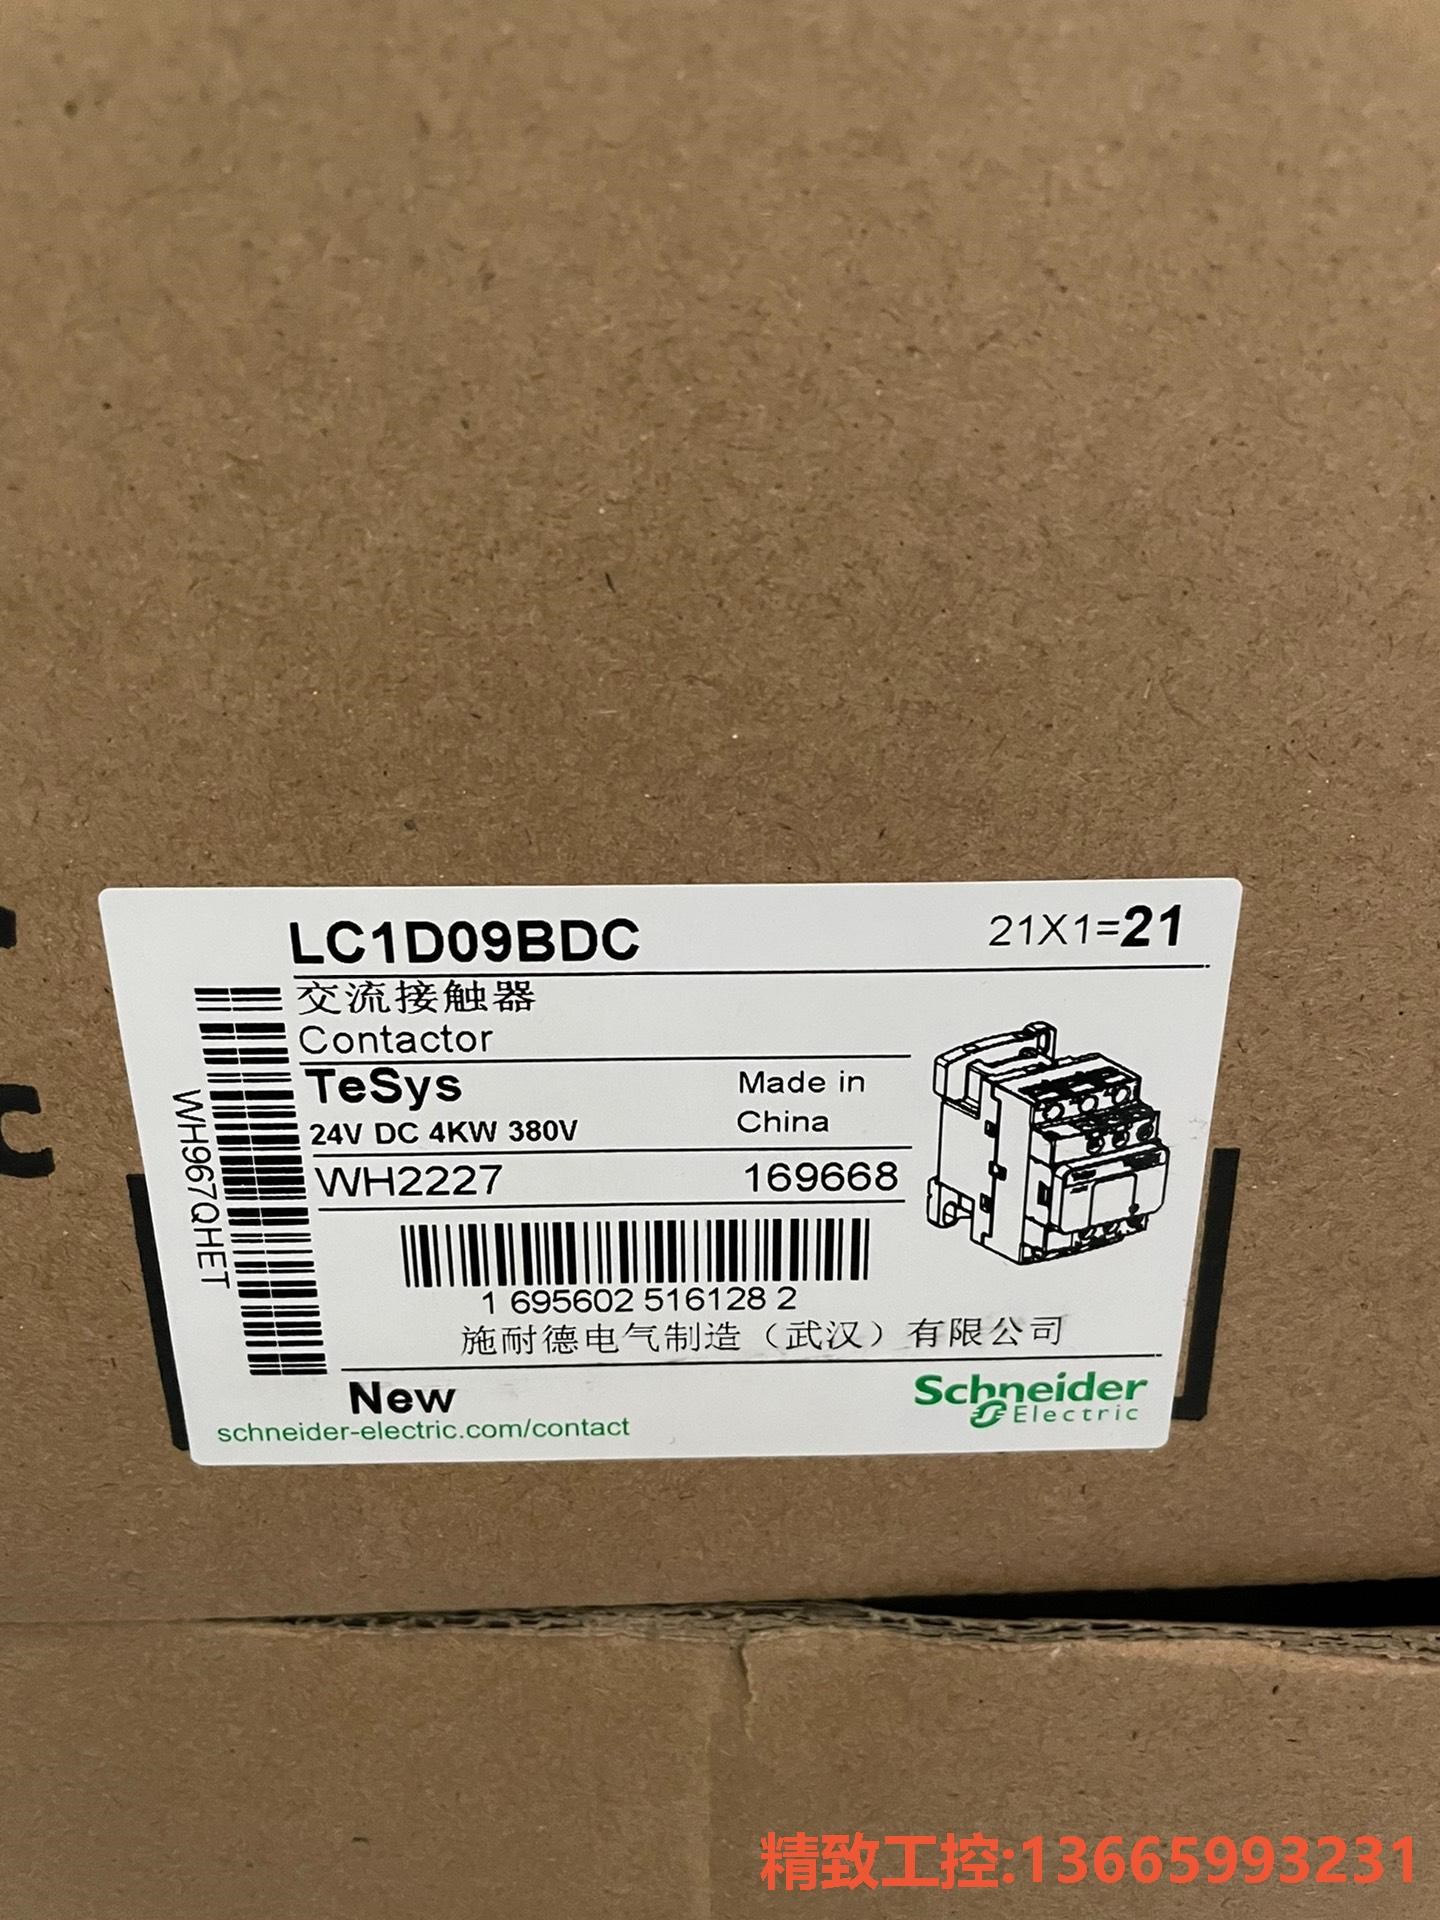 LC1D09BDC
21X1=21
交流接触器
Contactor
TeSys
Made in
China
24V DC 4KW 380V
WH2227
169668
WH967QHET
1 695602 516128 2
施耐德电气制造（武汉）有限公司
New
schneider-electric.com/contact
Schneider
Electric
精致工控:13665993231